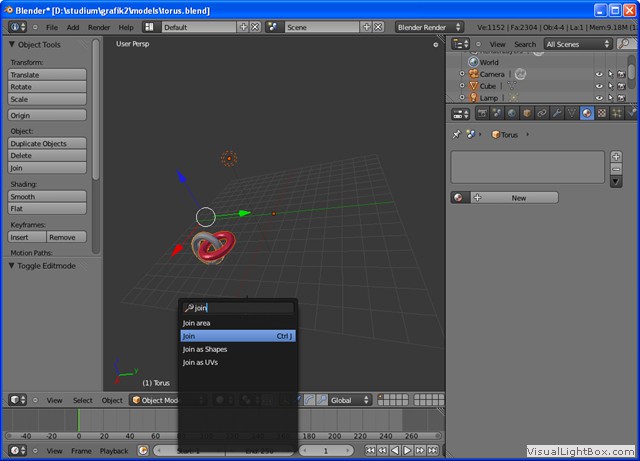 Blender* [D:\studium\grafik2\models\torus.blend]
File Add Render Help Default Scene Blender Render Ve:1152 | Fa:2304 | Ob:4-4 | La:1 | Mem:9.18M
Object Tools
Transform:
Translate
Rotate
Scale
Origin
Object:
Duplicate Objects
Delete
Join
Shading:
Smooth
Flat
Keyframes:
Insert Remove
Motion Paths:
Toggle Editmode
User Persp
(1) Torus
y
join
Join area
Join Ctrl J
Join as Shapes
Join as UVs
View Select Object Object Mode Global
-40 -20 0 20 40 60 180 200 220 240 260
View Frame Playback Start: 1 End: 250 1
View Search All Scenes
World
Camera
Cube
Lamp
Torus
New
VisualLightBox.com